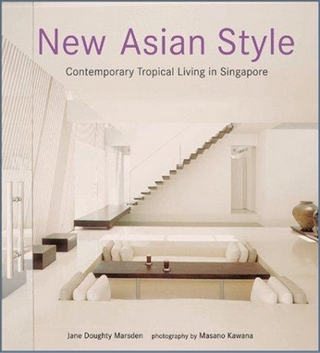 New Asian Style
Contemporary Tropical Living in Singapore
Jane Doughty Marsden photography by Masano Kawana